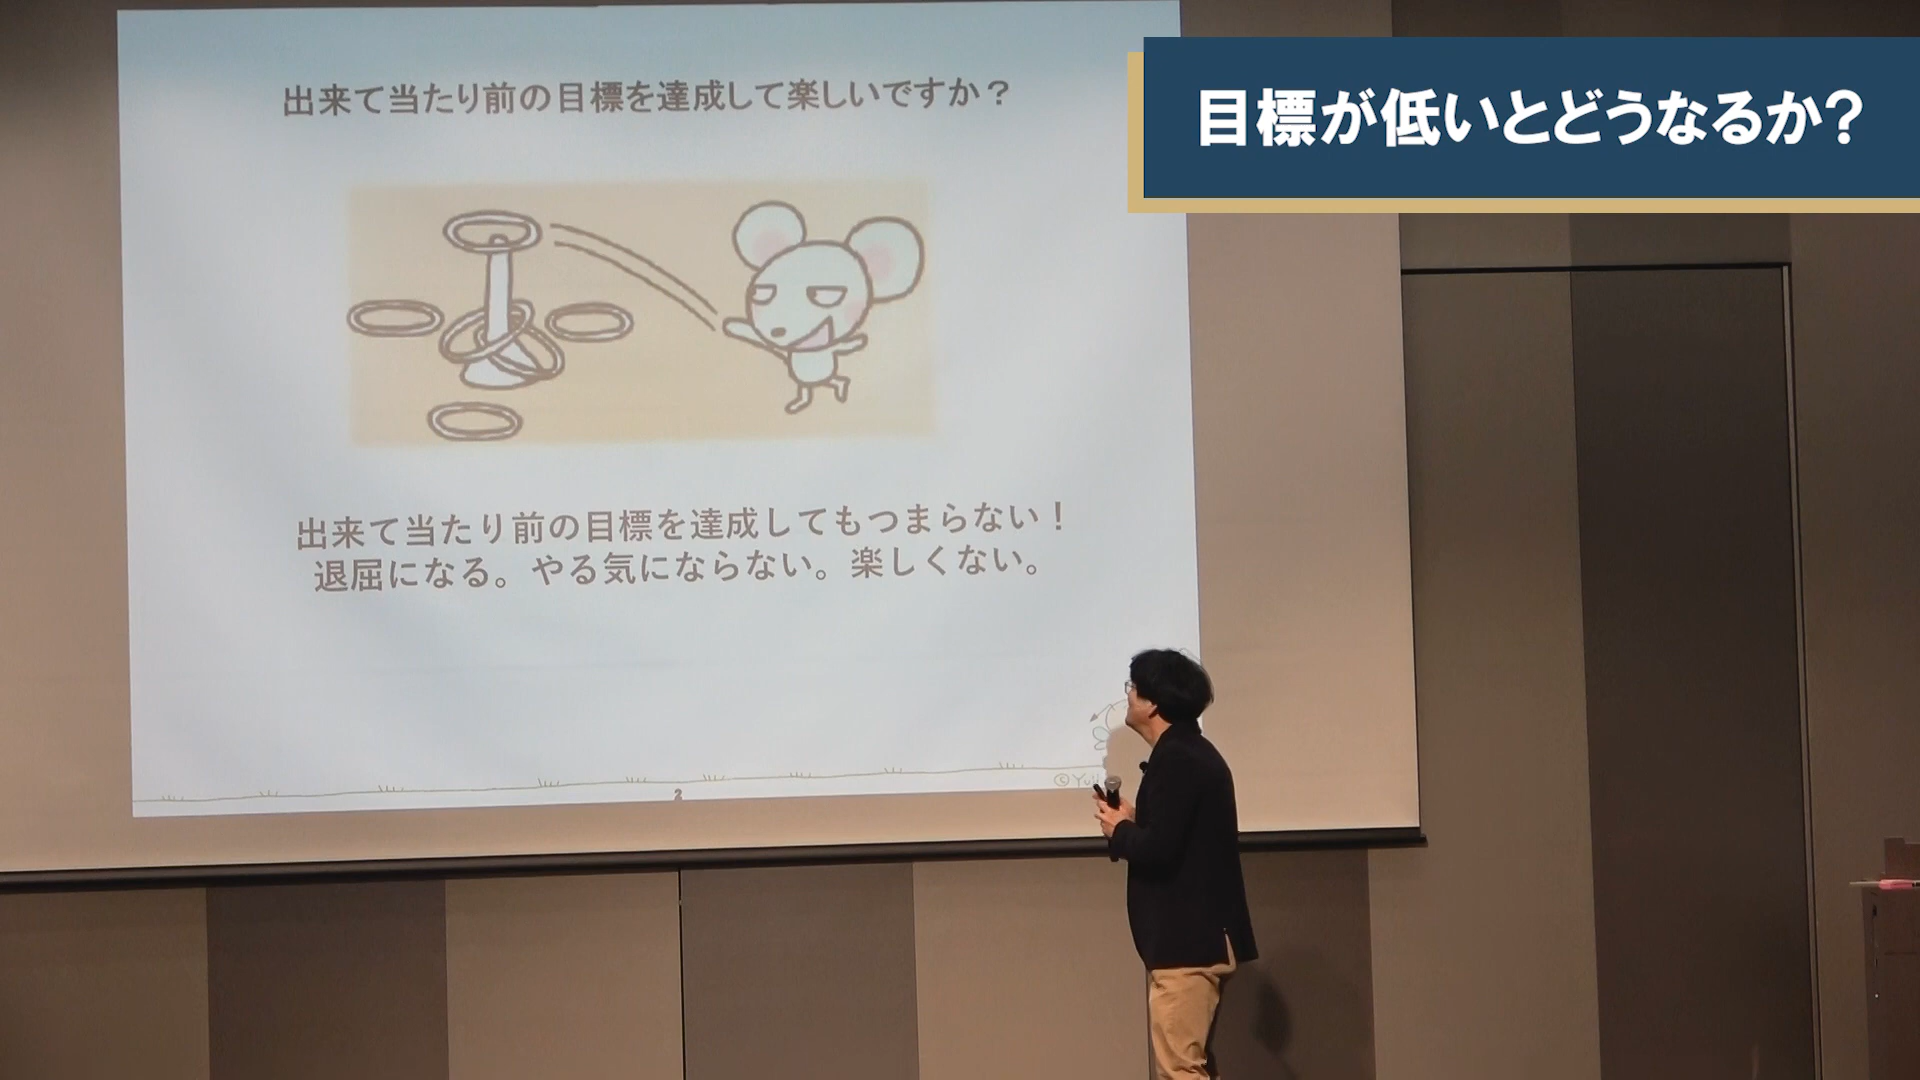 出来て当たり前の目標を達成して楽しいですか？
目標が低いとどうなるか？
出来て当たり前の目標を達成してもつまらない！
退屈になる。やる気にならない。楽しくない。
2